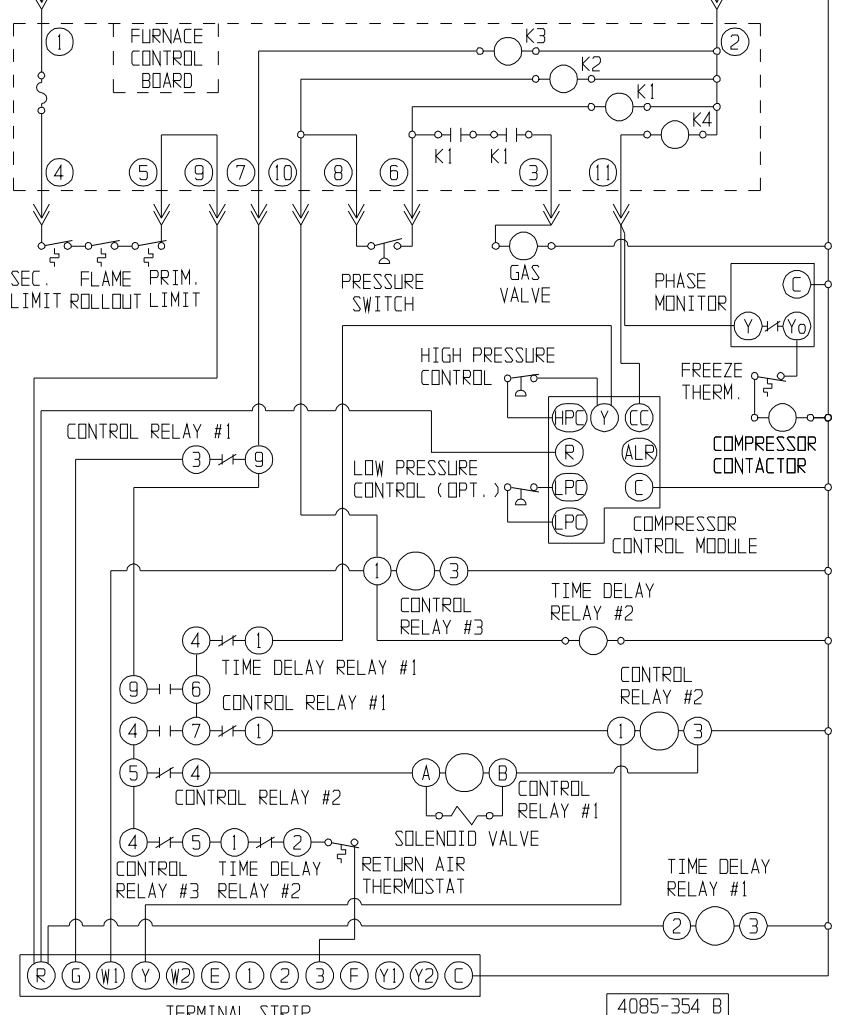 1
FURNACE
CONTROL
BOARD
K3
2
K2
K1
K4
K1 K1
4 5 9 7 10 8 6 3 11
SEC.
LIMIT
FLAME
ROLLOUT
PRIM.
LIMIT
PRESSURE
SWITCH
GAS
VALVE
PHASE
MONITOR
C
Y Yo
HIGH PRESSURE
CONTROL
FREEZE
THERM.
HPC Y CC
COMPRESSOR
CONTACTOR
CONTROL RELAY #1
3 9
R ALR
LOW PRESSURE
CONTROL (OPT.)
LPC C
LPC
COMPRESSOR
CONTROL MODULE
1 3
CONTROL
RELAY #3
TIME DELAY
RELAY #2
4 1
TIME DELAY RELAY #1
9 6
CONTROL RELAY #1
CONTROL
RELAY #2
4 7 1 1 3
5 4 A B
CONTROL RELAY #2
CONTROL
RELAY #1
SOLENOID VALVE
4 5 1 2
CONTROL
RELAY #3
TIME DELAY
RELAY #2
RETURN AIR
THERMOSTAT
TIME DELAY
RELAY #1
2 3
R G W1 Y W2 E 1 2 3 F Y1 Y2 C
TERMINAL STRIP
4085-354 B